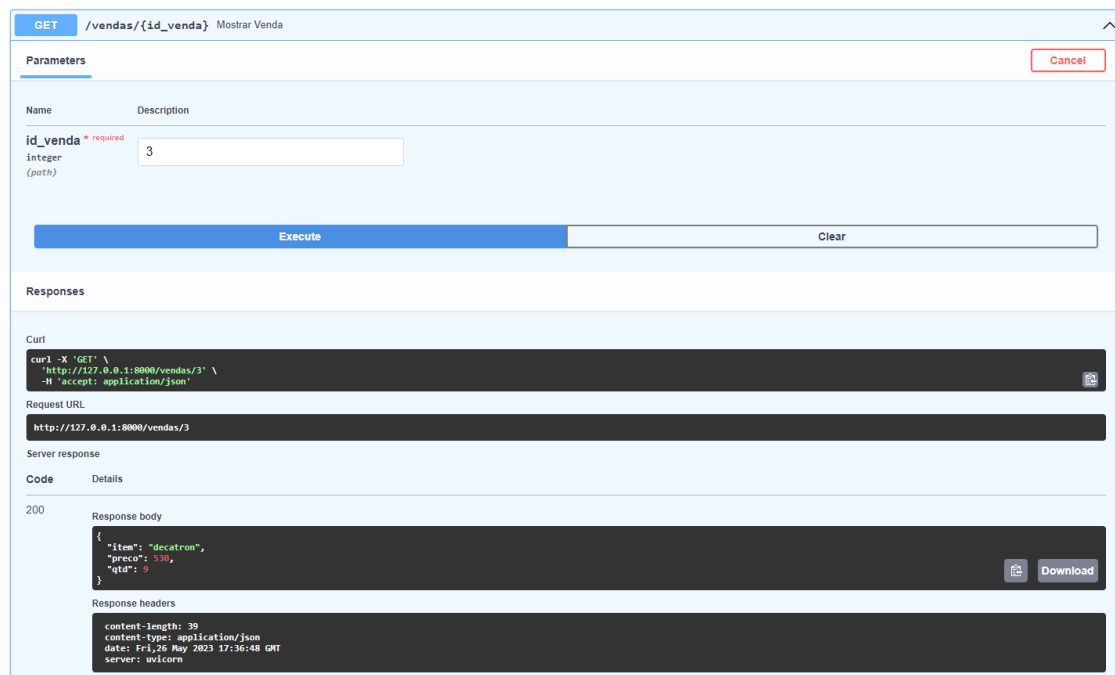 GET /vendas/{id_venda} Mostrar Venda
Parameters
Cancel
Name Description
id_venda * required
integer
(path)
3
Execute Clear
Responses
Curl
curl -X 'GET' \
'http://127.0.0.1:8000/vendas/3' \
-H 'accept: application/json'
Request URL
http://127.0.0.1:8000/vendas/3
Server response
Code Details
200
Response body
{
"item": "decatron",
"preco": 530,
"qtd": 9
}
Download
Response headers
content-length: 39
content-type: application/json
date: Fri,26 May 2023 17:36:48 GMT
server: uvicorn